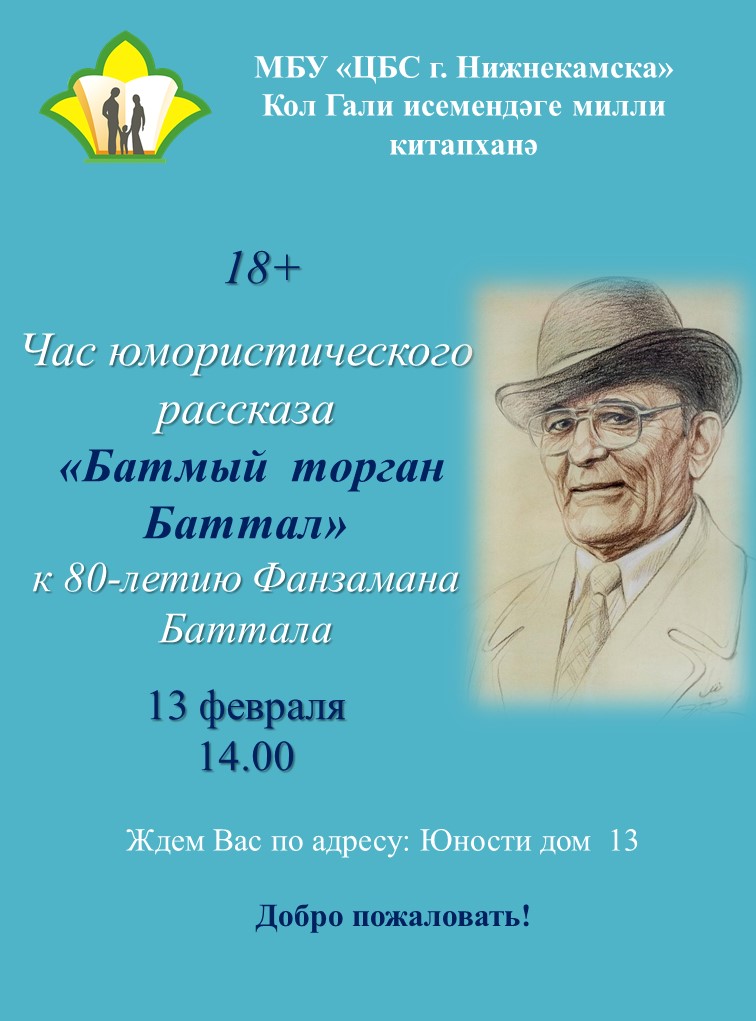 МБУ «ЦБС г. Нижнекамска»
Кол Гали исемендәге милли
китапханә
18+
Час юмористического
рассказа
«Батмый торган
Баттал»
к 80-летию Фанзамана
Баттала
13 февраля
14.00
Ждем Вас по адресу: Юности дом 13
Добро пожаловать!